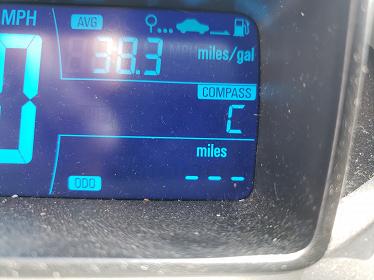 MPH AVG
38.3 miles/gal
COMPASS
C
miles
ODO ---